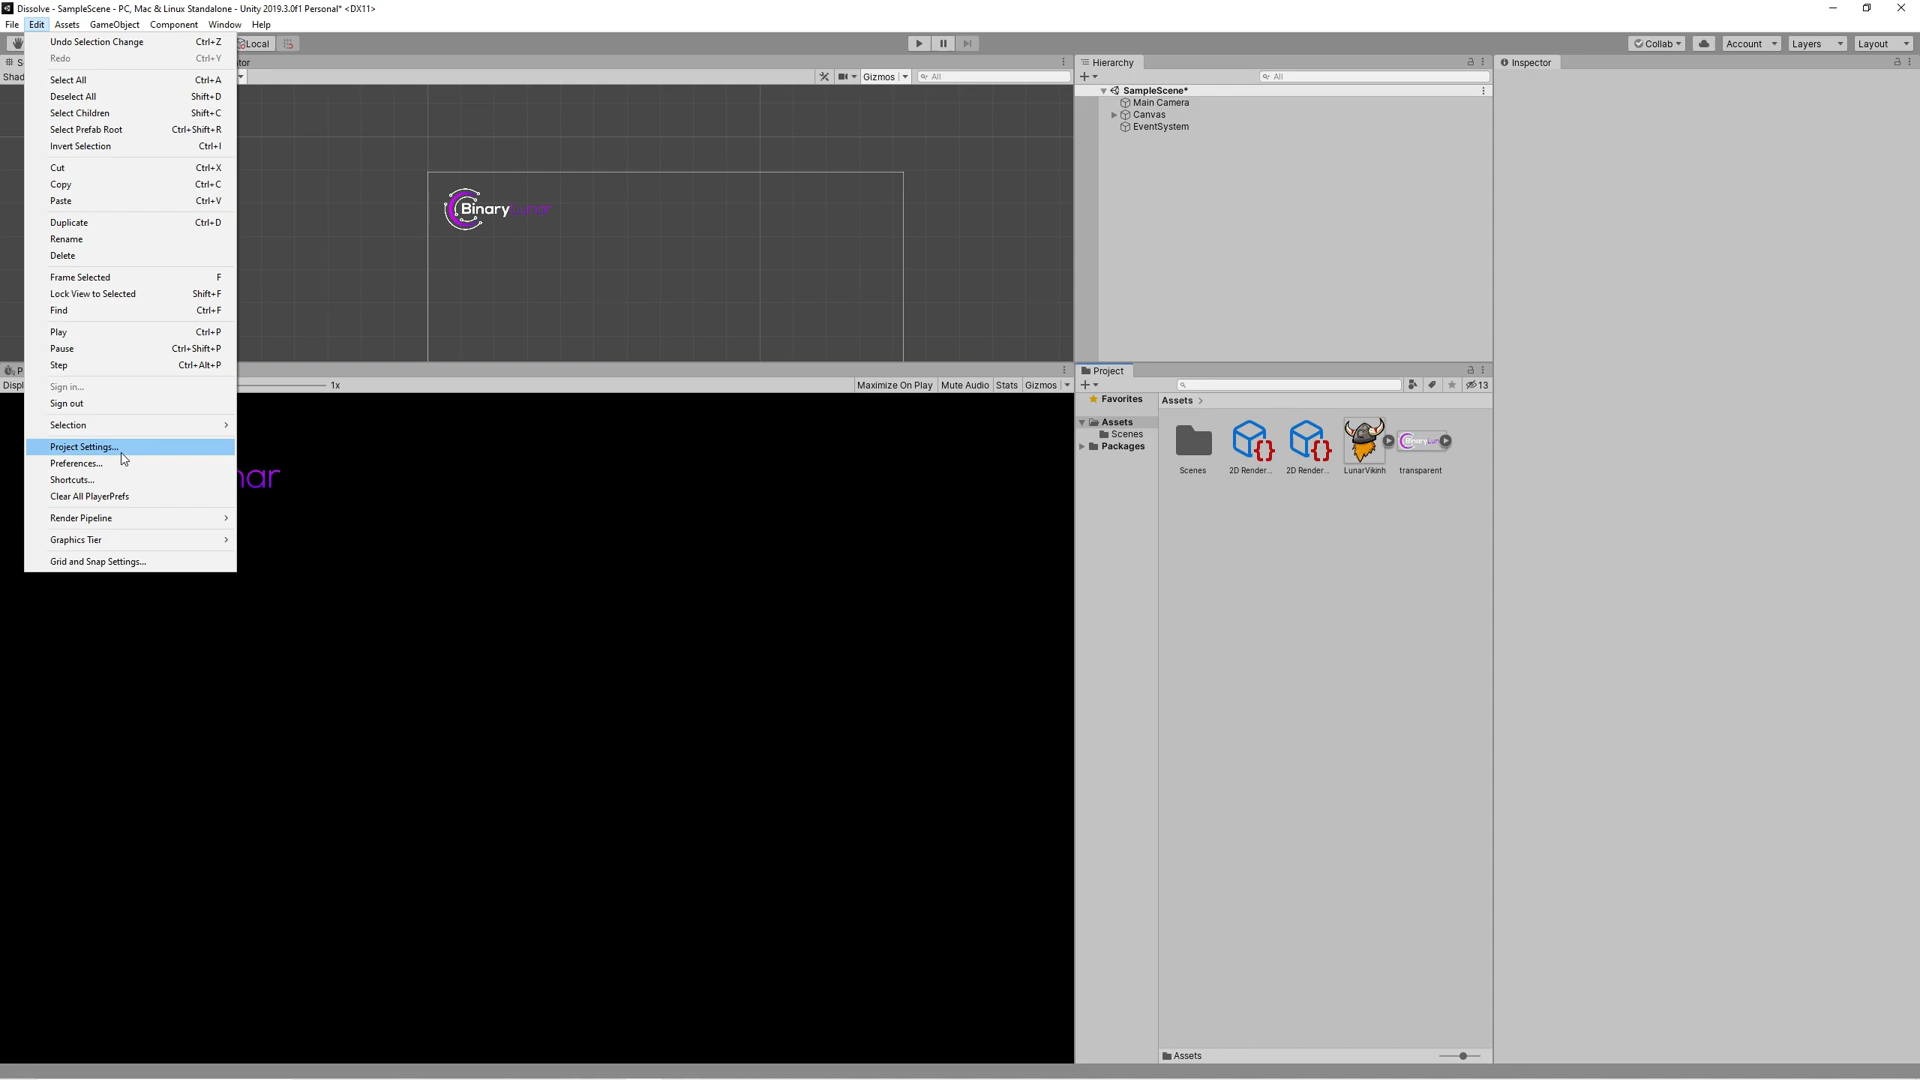 Dissolve - SampleScene - PC, Mac & Linux Standalone - Unity 2019.3.0f1 Personal* <DX11>
File Edit Assets GameObject Component Window Help
Local
Collab Account Layers Layout
Undo Selection Change Ctrl+Z
Redo Ctrl+Y
Select All Ctrl+A
Deselect All Shift+D
Select Children Shift+C
Select Prefab Root Ctrl+Shift+R
Invert Selection Ctrl+I
Cut Ctrl+X
Copy Ctrl+C
Paste Ctrl+V
Duplicate Ctrl+D
Rename
Delete
Frame Selected F
Lock View to Selected Shift+F
Find Ctrl+F
Play Ctrl+P
Pause Ctrl+Shift+P
Step Ctrl+Alt+P
Sign in...
Sign out
Selection
Project Settings...
Preferences...
Shortcuts...
Clear All PlayerPrefs
Render Pipeline
Graphics Tier
Grid and Snap Settings...
S
tor
Shad
Gizmos All
BinaryLunar
P
Displ
1x
Maximize On Play Mute Audio Stats Gizmos
nar
Hierarchy
All
SampleScene*
Main Camera
Canvas
EventSystem
Project
13
Favorites
Assets
Scenes
Packages
Assets
Scenes
2D Render...
2D Render...
LunarVikinh
BinaryLun
transparent
Assets
Inspector